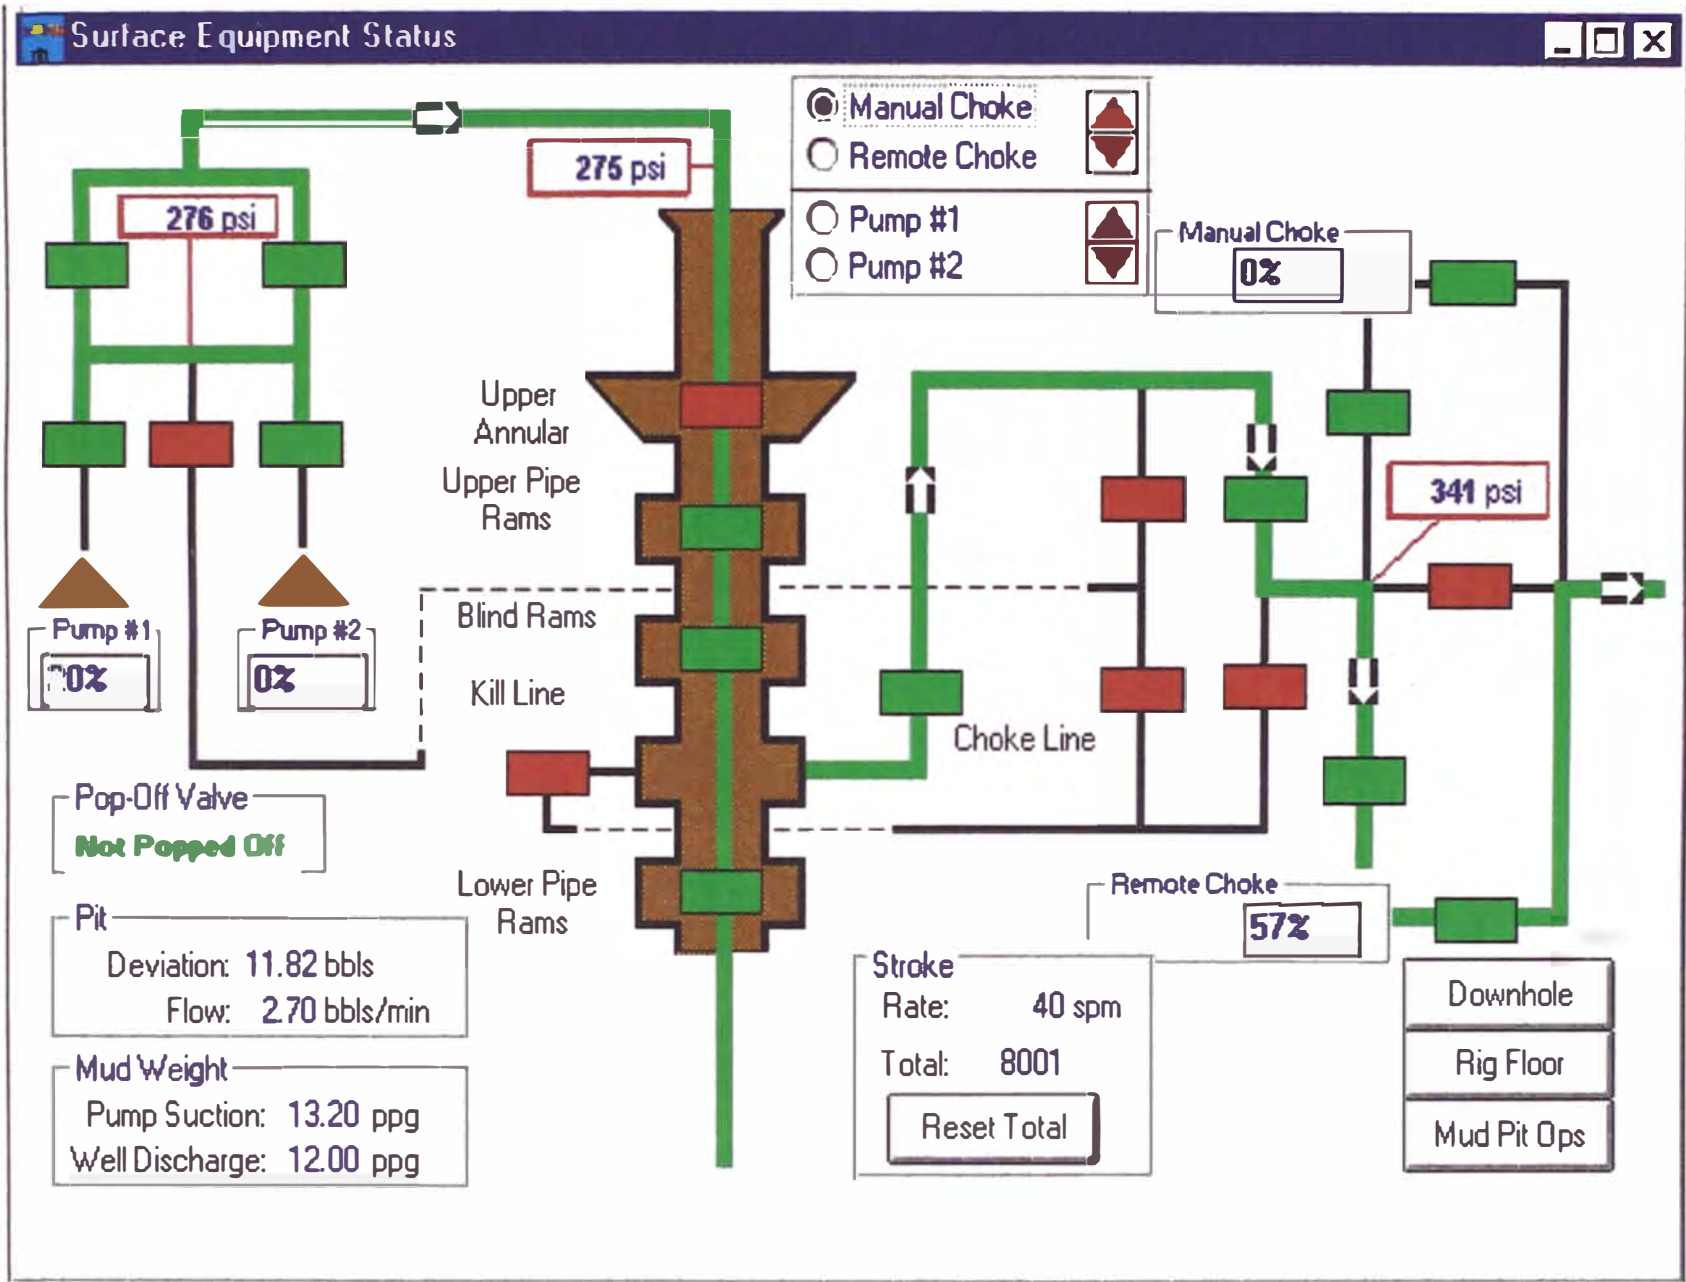 Surface Equipment Status
Manual Choke
Remote Choke
Pump #1
Pump #2
275 psi
276 psi
Manual Choke
0%
Upper
Annular
Upper Pipe
Rams
341 psi
Blind Rams
Pump #1
Pump #2
0%
Kill Line
Choke Line
Pop-Off Valve
Not Popped Off
Lower Pipe
Rams
Remote Choke
57%
Pit
Deviation: 11.82 bbls
Flow: 2.70 bbls/min
Mud Weight
Pump Suction: 13.20 ppg
Well Discharge: 12.00 ppg
Stroke
Rate: 40 spm
Total: 8001
Reset Total
Downhole
Rig Floor
Mud Pit Ops